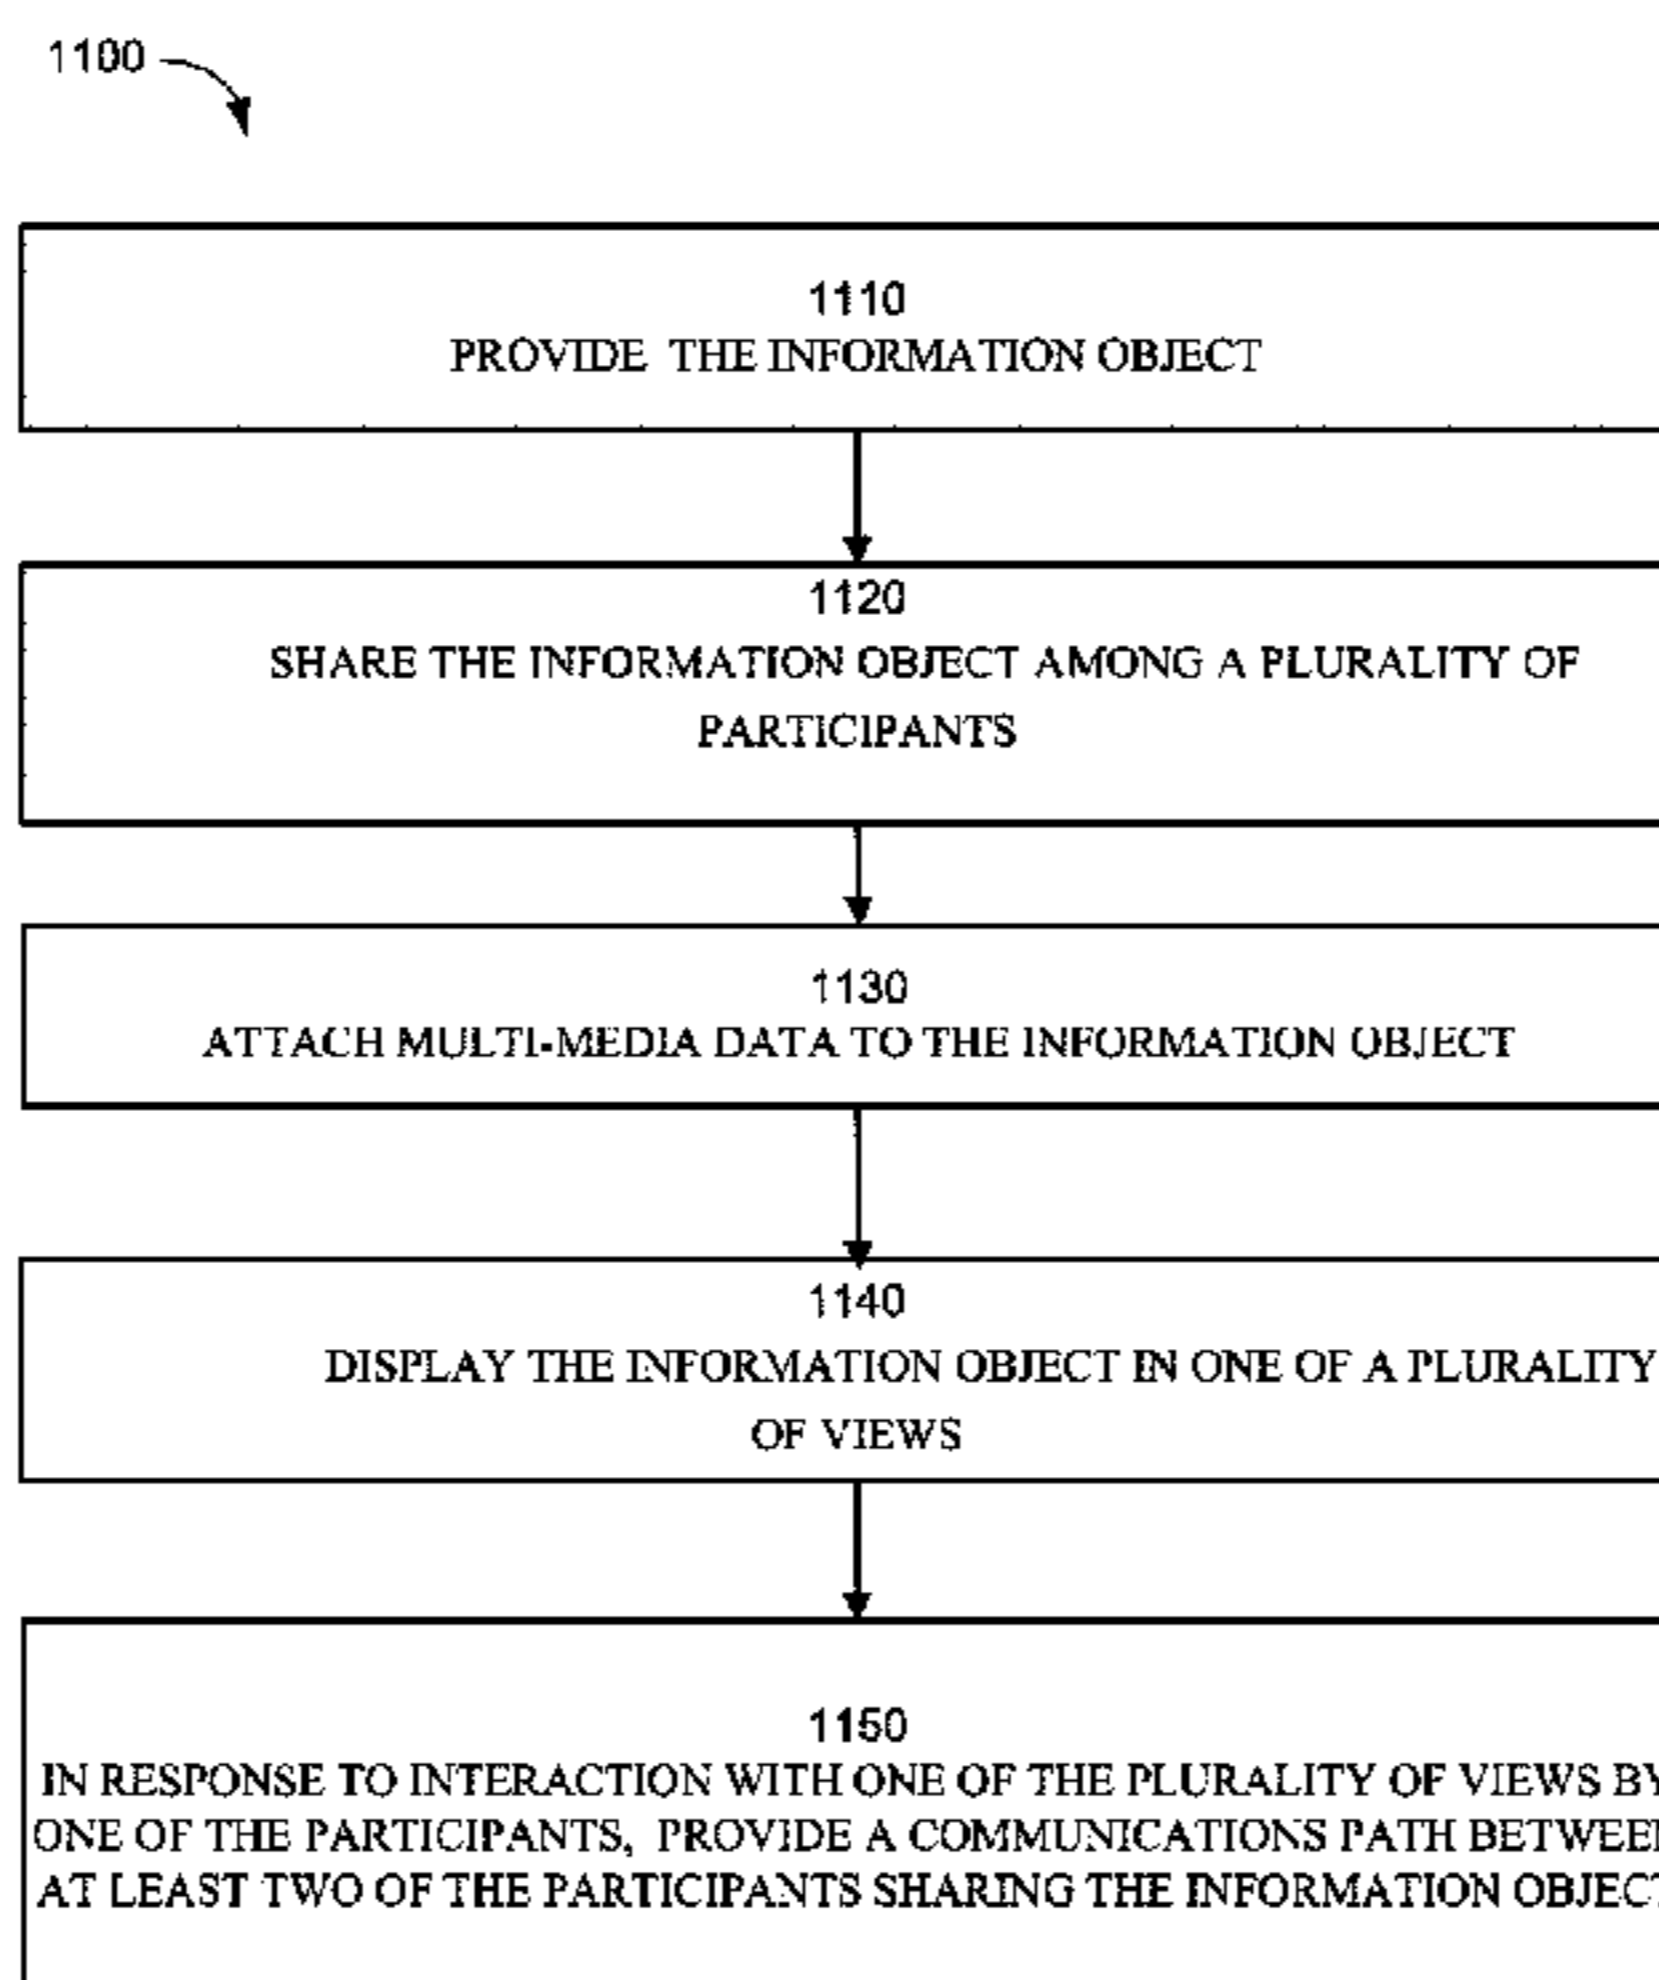 1100
1110
PROVIDE THE INFORMATION OBJECT
1120
SHARE THE INFORMATION OBJECT AMONG A PLURALITY OF
PARTICIPANTS
1130
ATTACH MULTI-MEDIA DATA TO THE INFORMATION OBJECT
1140
DISPLAY THE INFORMATION OBJECT IN ONE OF A PLURALITY
OF VIEWS
1150
IN RESPONSE TO INTERACTION WITH ONE OF THE PLURALITY OF VIEWS BY
ONE OF THE PARTICIPANTS, PROVIDE A COMMUNICATIONS PATH BETWEEN
AT LEAST TWO OF THE PARTICIPANTS SHARING THE INFORMATION OBJECT